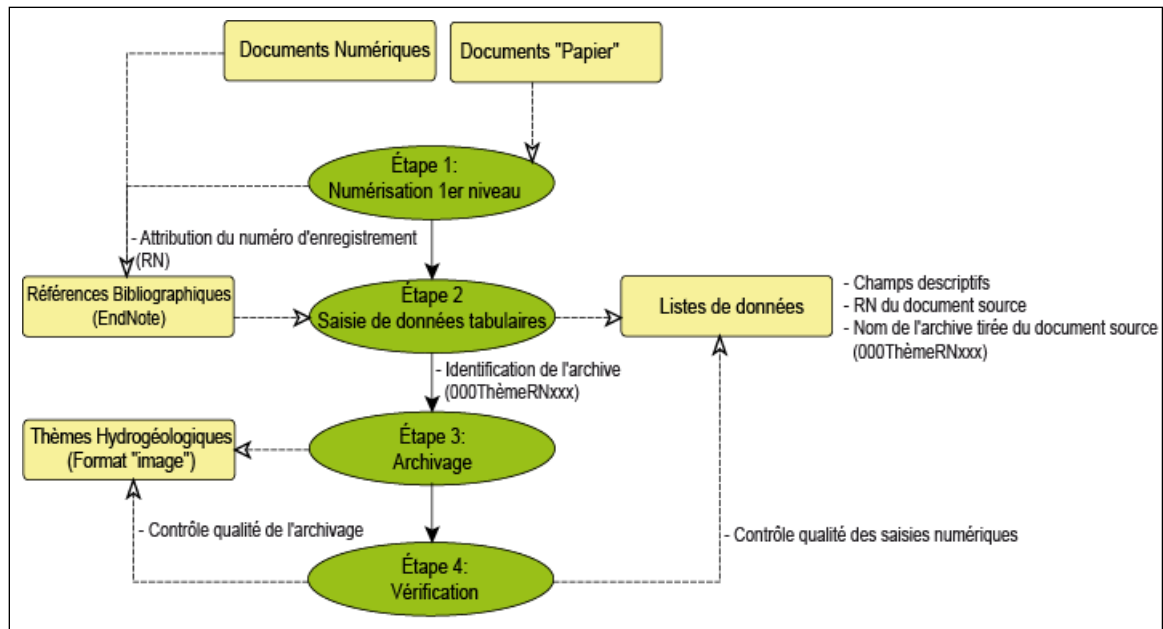 Documents Numériques
Documents "Papier"
Étape 1:
Numérisation 1er niveau
- Attribution du numéro d'enregistrement
(RN)
Références Bibliographiques
(EndNote)
Étape 2
Saisie de données tabulaires
Listes de données
- Champs descriptifs
- RN du document source
- Nom de l'archive tirée du document source
(000ThèmeRNxxx)
- Identification de l'archive
(000ThèmeRNxxx)
Thèmes Hydrogéologiques
(Format "image")
Étape 3:
Archivage
- Contrôle qualité de l'archivage
- Contrôle qualité des saisies numériques
Étape 4:
Vérification